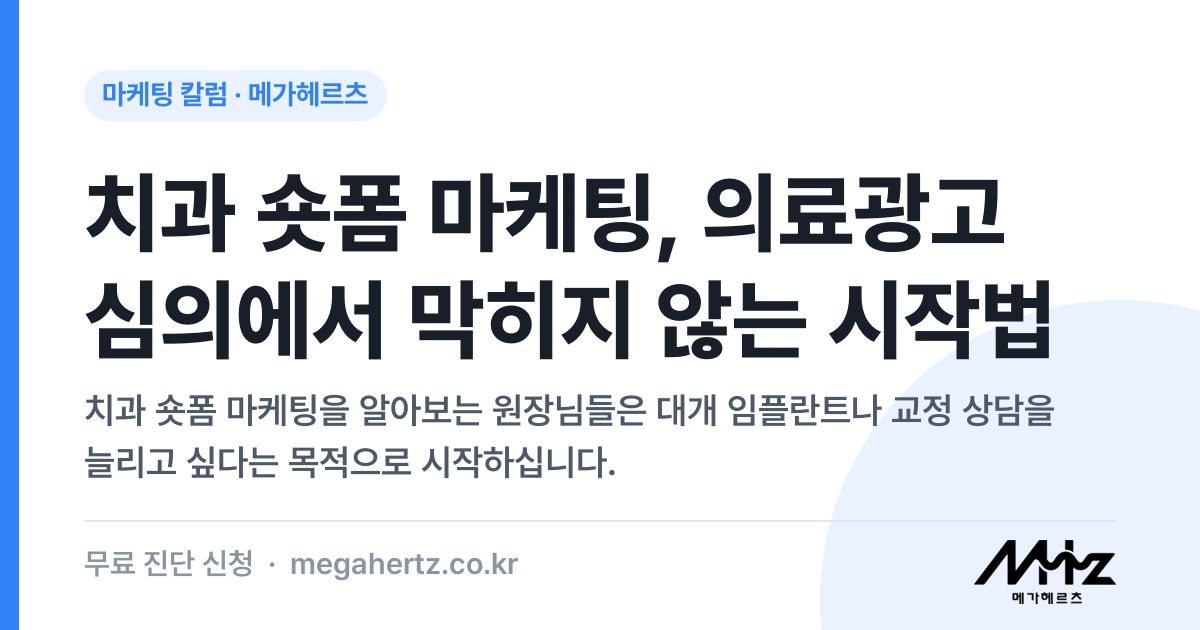 마케팅 칼럼 · 메가헤르츠
치과 숏폼 마케팅, 의료광고
심의에서 막히지 않는 시작법
치과 숏폼 마케팅을 알아보는 원장님들은 대개 임플란트나 교정 상담을
늘리고 싶다는 목적으로 시작하십니다.
무료 진단 신청 · megahertz.co.kr
MHz
메가헤르츠